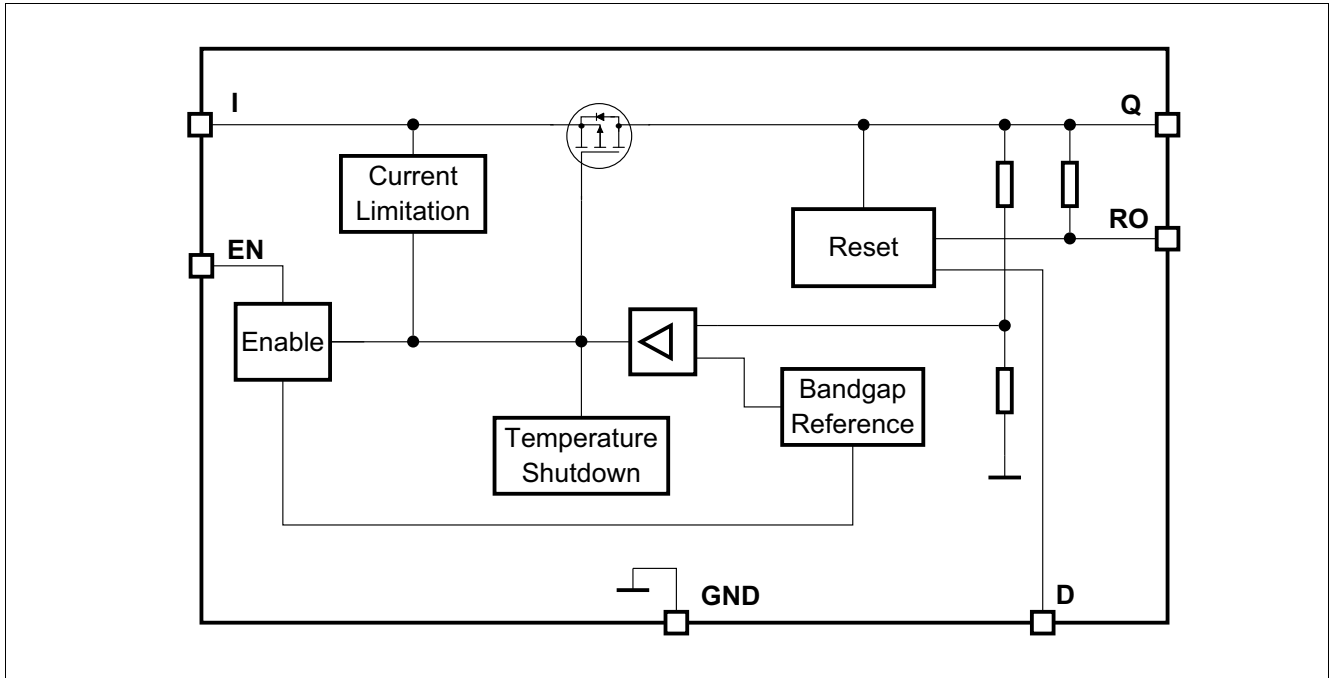 I
Q
Current
Limitation
EN
RO
Reset
Enable
Bandgap
Reference
Temperature
Shutdown
GND
D